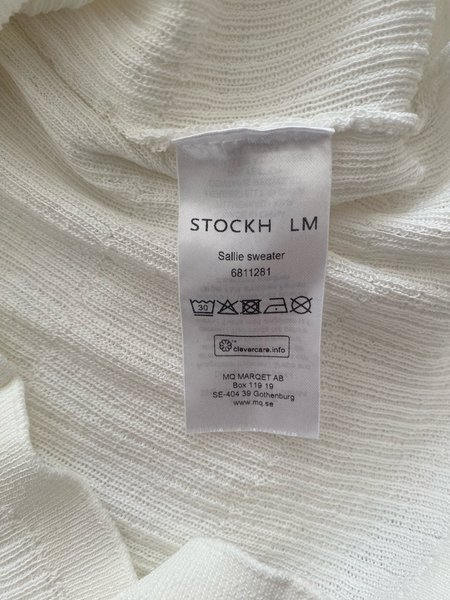 STOCKH LM
Sallie sweater
6811281
30
clevercare.info
MQ MARQET AB
Box 119 19
SE-404 39 Gothenburg
www.mq.se